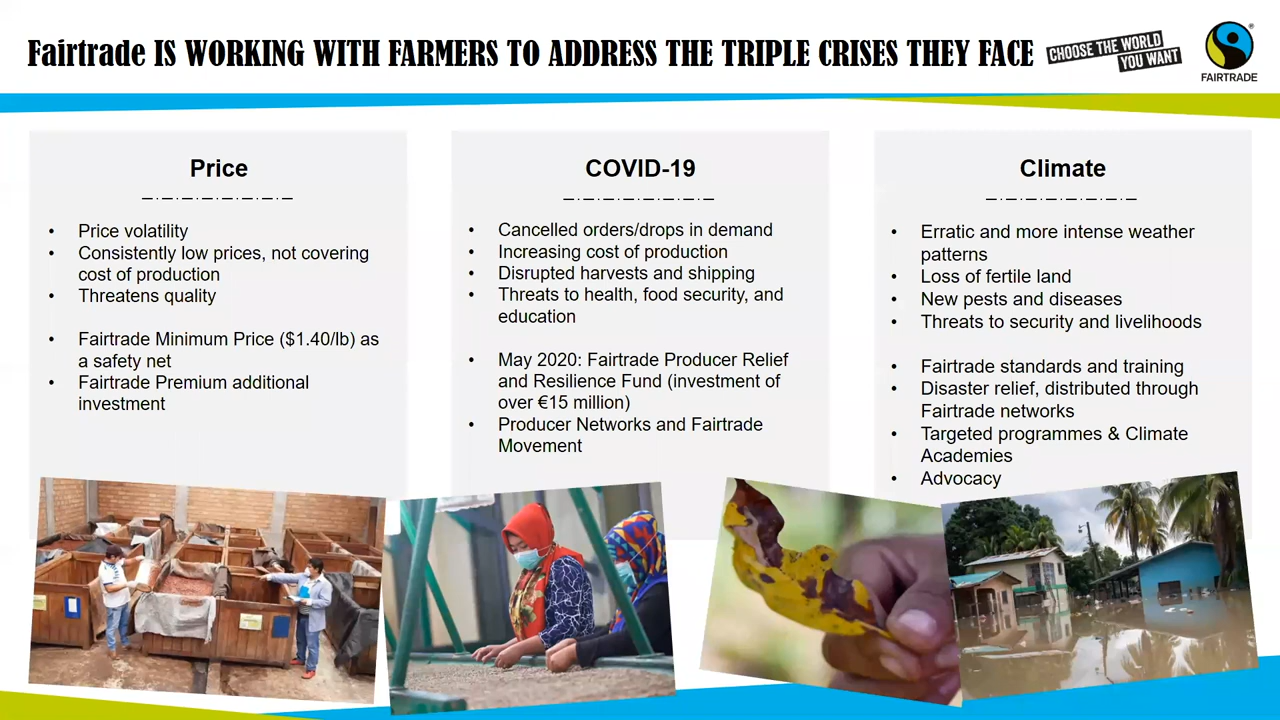 Fairtrade IS WORKING WITH FARMERS TO ADDRESS THE TRIPLE CRISES THEY FACE
CHOOSE THE WORLD
YOU WANT
FAIRTRADE
Price
• Price volatility
• Consistently low prices, not covering
cost of production
• Threatens quality
• Fairtrade Minimum Price ($1.40/lb) as
a safety net
• Fairtrade Premium additional
investment
COVID-19
• Cancelled orders/drops in demand
• Increasing cost of production
• Disrupted harvests and shipping
• Threats to health, food security, and
education
• May 2020: Fairtrade Producer Relief
and Resilience Fund (investment of
over €15 million)
• Producer Networks and Fairtrade
Movement
Climate
• Erratic and more intense weather
patterns
• Loss of fertile land
• New pests and diseases
• Threats to security and livelihoods
• Fairtrade standards and training
• Disaster relief, distributed through
Fairtrade networks
• Targeted programmes & Climate
Academies
• Advocacy